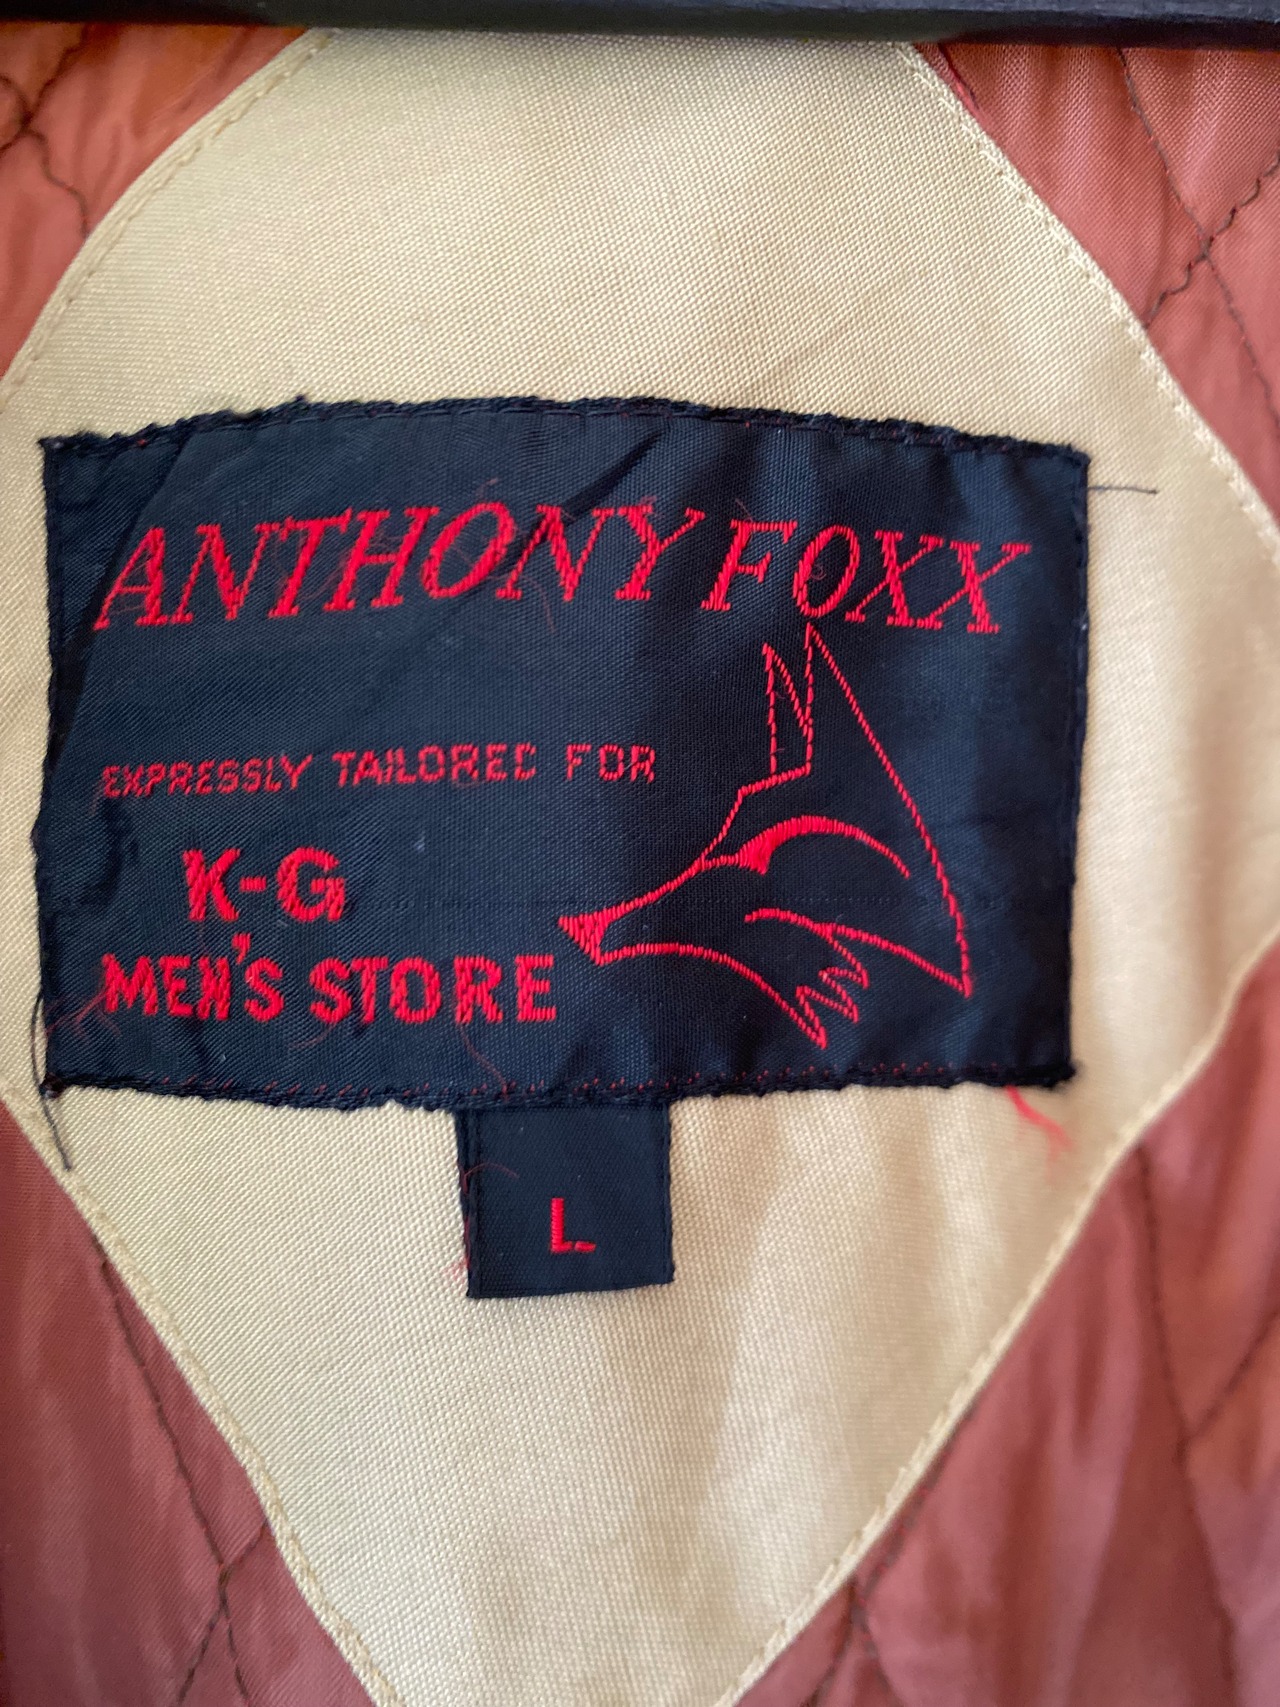 ANTHONY FOXX
EXPRESSLY TAILORED FOR
K-G
MEN'S STORE
L